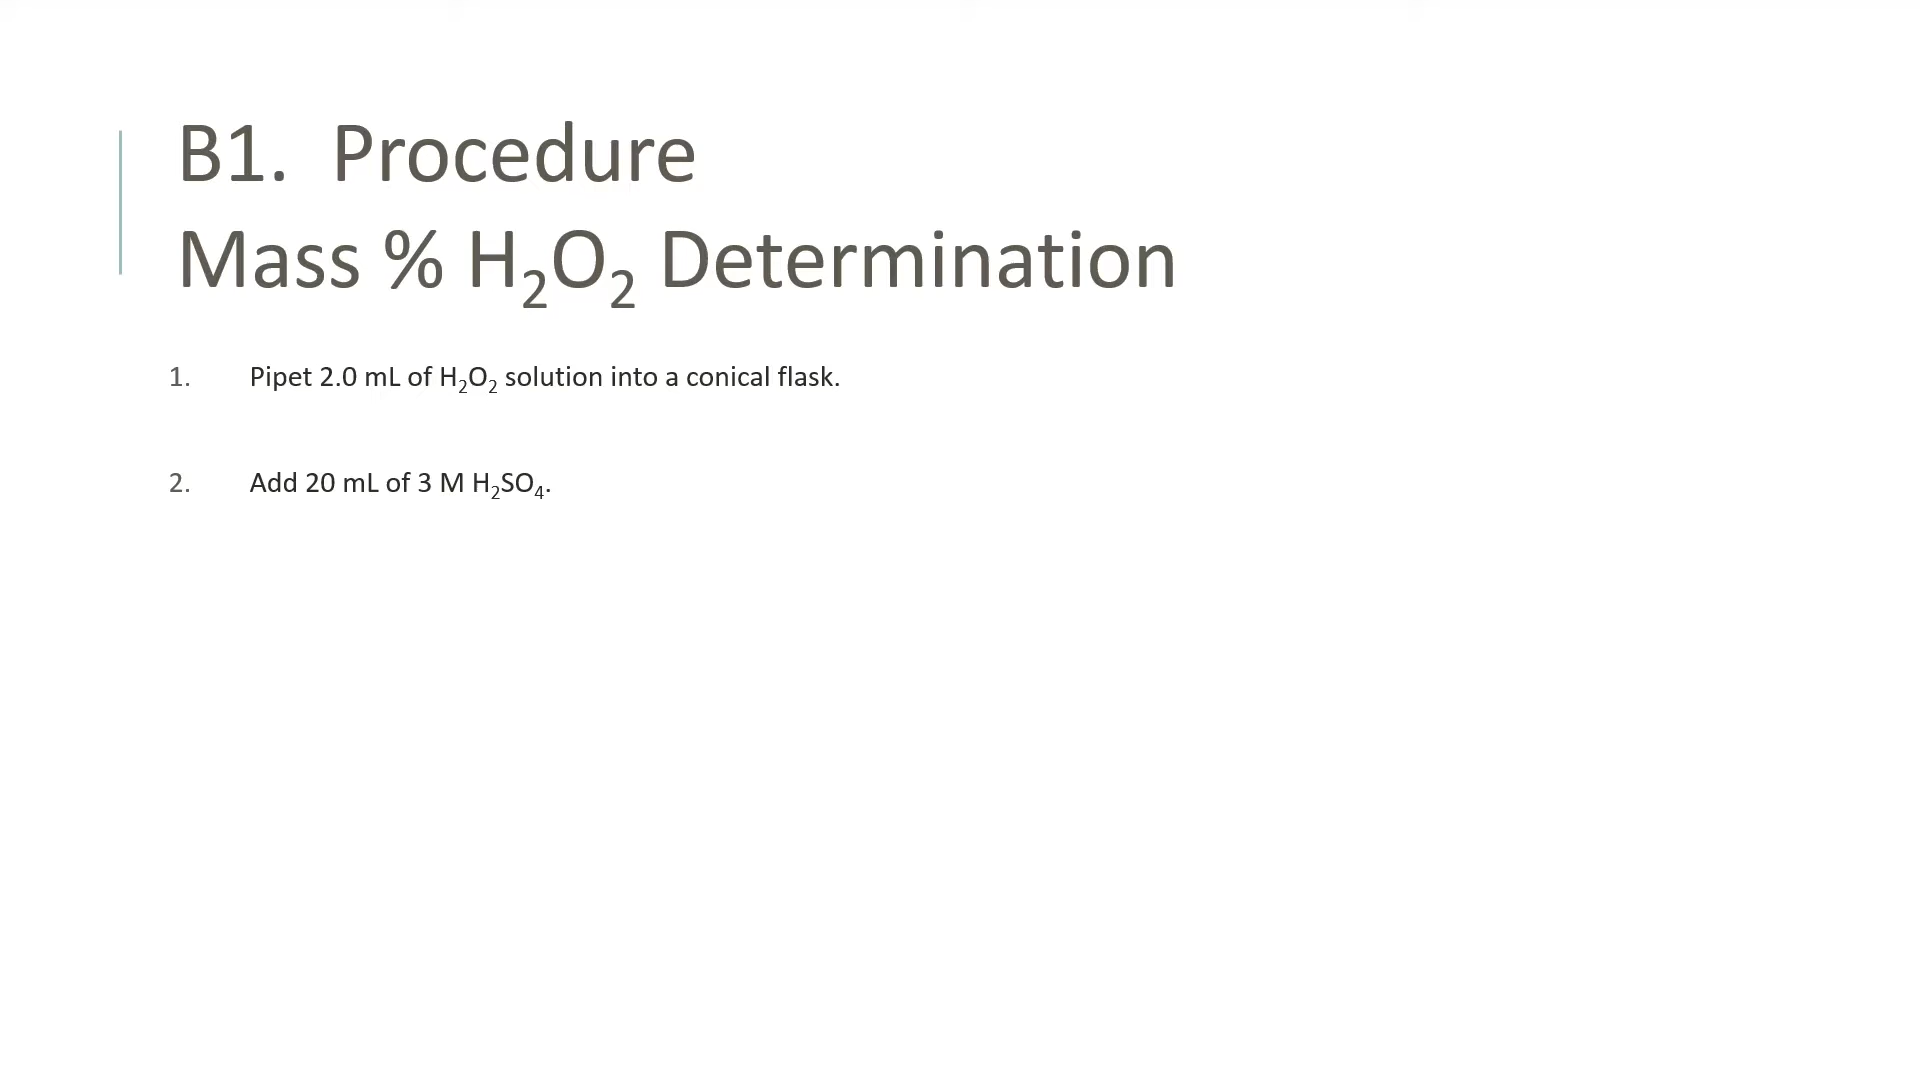 B1.  Procedure
Mass % H₂O₂ Determination
1. Pipet 2.0 mL of H₂O₂ solution into a conical flask.
2. Add 20 mL of 3 M H₂SO₄.